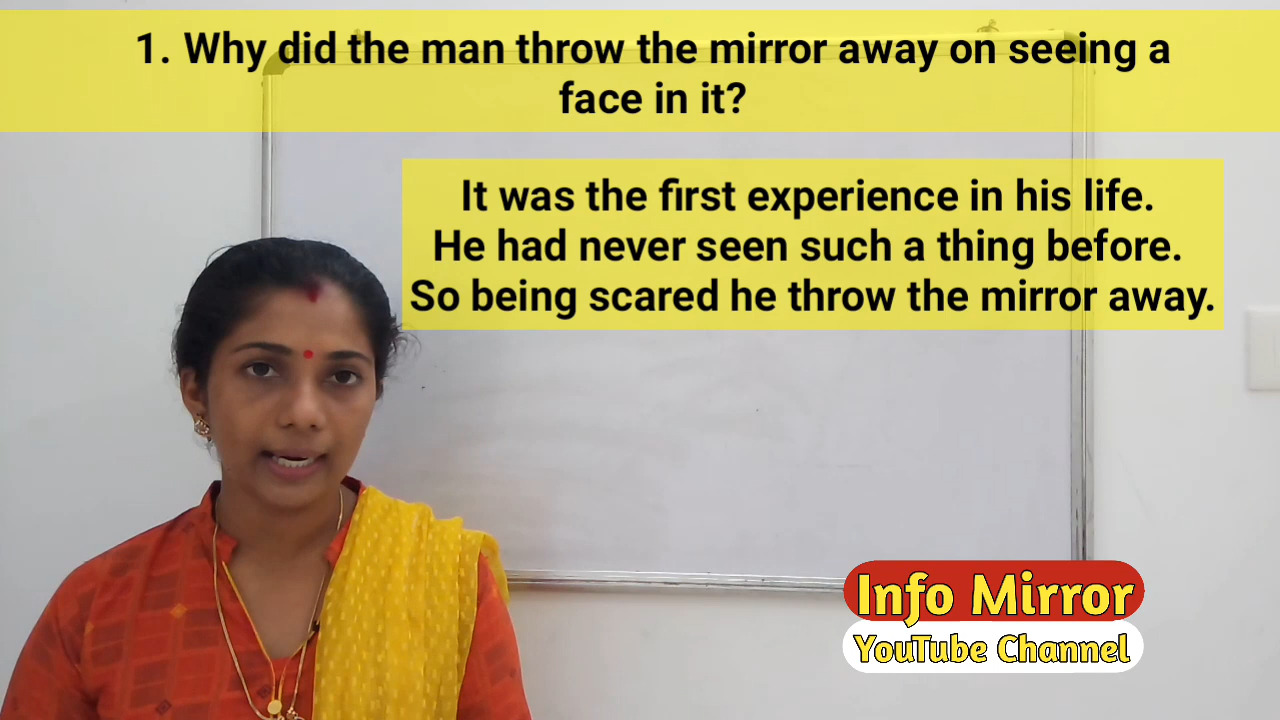 1. Why did the man throw the mirror away on seeing a
face in it?
It was the first experience in his life.
He had never seen such a thing before.
So being scared he throw the mirror away.
Info Mirror
YouTube Channel